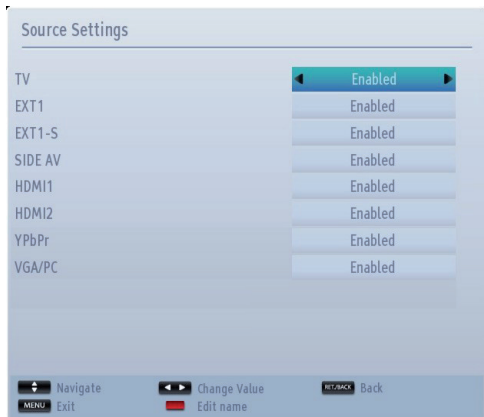 Source Settings
TV Enabled
EXT1 Enabled
EXT1-S Enabled
SIDE AV Enabled
HDMI1 Enabled
HDMI2 Enabled
YPbPr Enabled
VGA/PC Enabled
Navigate Change Value RET./BACK Back
MENU Exit Edit name